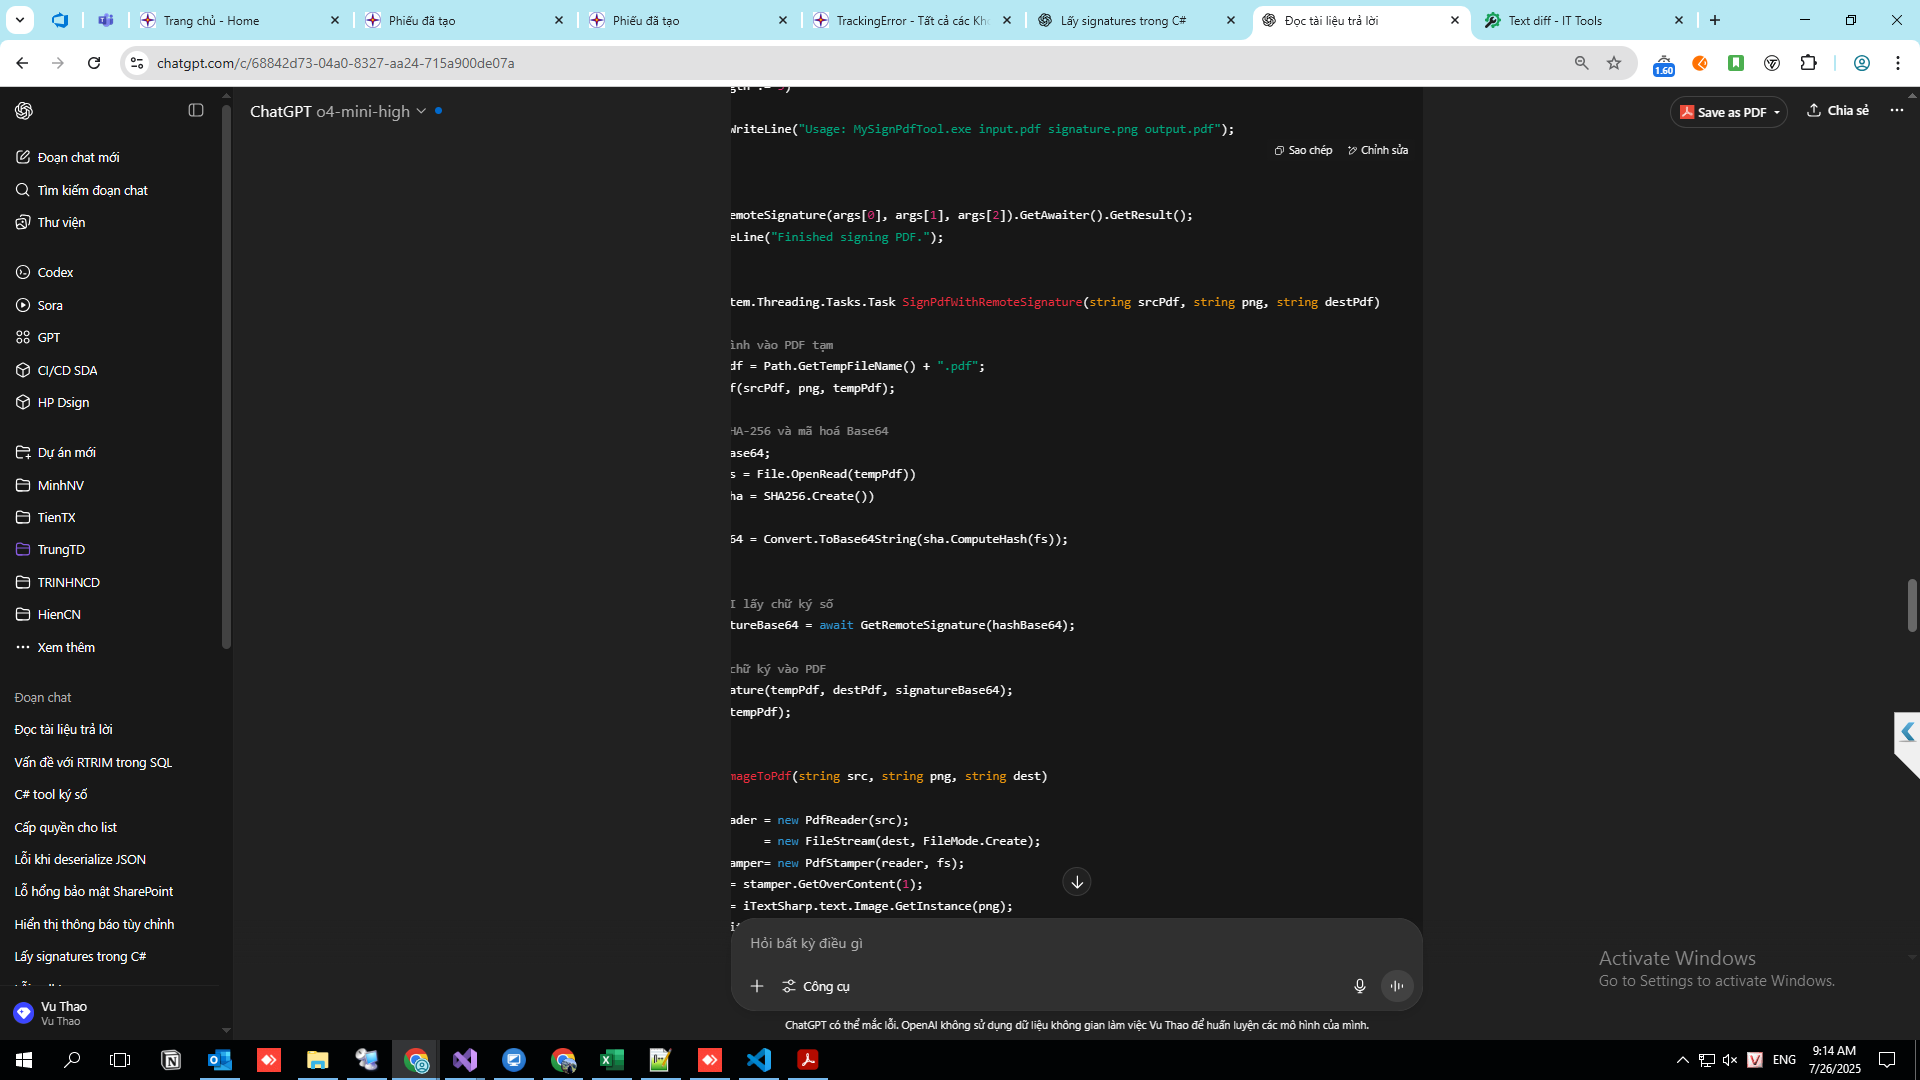 Trang chủ - Home
Phiếu đã tạo
Phiếu đã tạo
TrackingError - Tất cả các Kh
Lấy signatures trong C#
Đọc tài liệu trả lời
Text diff - IT Tools
chatgpt.com/c/68842d73-04a0-8327-aa24-715a900de07a
1.60
ChatGPT o4-mini-high
Save as PDF
Chia sẻ
Đoạn chat mới
Tìm kiếm đoạn chat
Thư viện
Codex
Sora
GPT
CI/CD SDA
HP Dsign
Dự án mới
MinhNV
TienTX
TrungTD
TRINHNCD
HienCN
Xem thêm
Đoạn chat
Đọc tài liệu trả lời
Vấn đề với RTRIM trong SQL
C# tool ký số
Cấp quyền cho list
Lỗi khi deserialize JSON
Lỗ hổng bảo mật SharePoint
Hiển thị thông báo tùy chỉnh
Lấy signatures trong C#
Vu Thao
Vu Thao
WriteLine("Usage: MySignPdfTool.exe input.pdf signature.png output.pdf");
Sao chép
Chỉnh sửa
emoteSignature(args[0], args[1], args[2]).GetAwaiter().GetResult();
eLine("Finished signing PDF.");
tem.Threading.Tasks.Task SignPdfWithRemoteSignature(string srcPdf, string png, string destPdf)
ình vào PDF tạm
df = Path.GetTempFileName() + ".pdf";
f(srcPdf, png, tempPdf);
HA-256 và mã hoá Base64
ase64;
s = File.OpenRead(tempPdf))
ha = SHA256.Create())
64 = Convert.ToBase64String(sha.ComputeHash(fs));
I lấy chữ ký số
tureBase64 = await GetRemoteSignature(hashBase64);
chữ ký vào PDF
ature(tempPdf, destPdf, signatureBase64);
tempPdf);
mageToPdf(string src, string png, string dest)
ader = new PdfReader(src);
= new FileStream(dest, FileMode.Create);
amper= new PdfStamper(reader, fs);
= stamper.GetOverContent(1);
= iTextSharp.text.Image.GetInstance(png);
Hỏi bất kỳ điều gì
Công cụ
ChatGPT có thể mắc lỗi. OpenAI không sử dụng dữ liệu không gian làm việc Vu Thao để huấn luyện các mô hình của mình.
Activate Windows
Go to Settings to activate Windows.
ENG
9:14 AM
7/26/2025